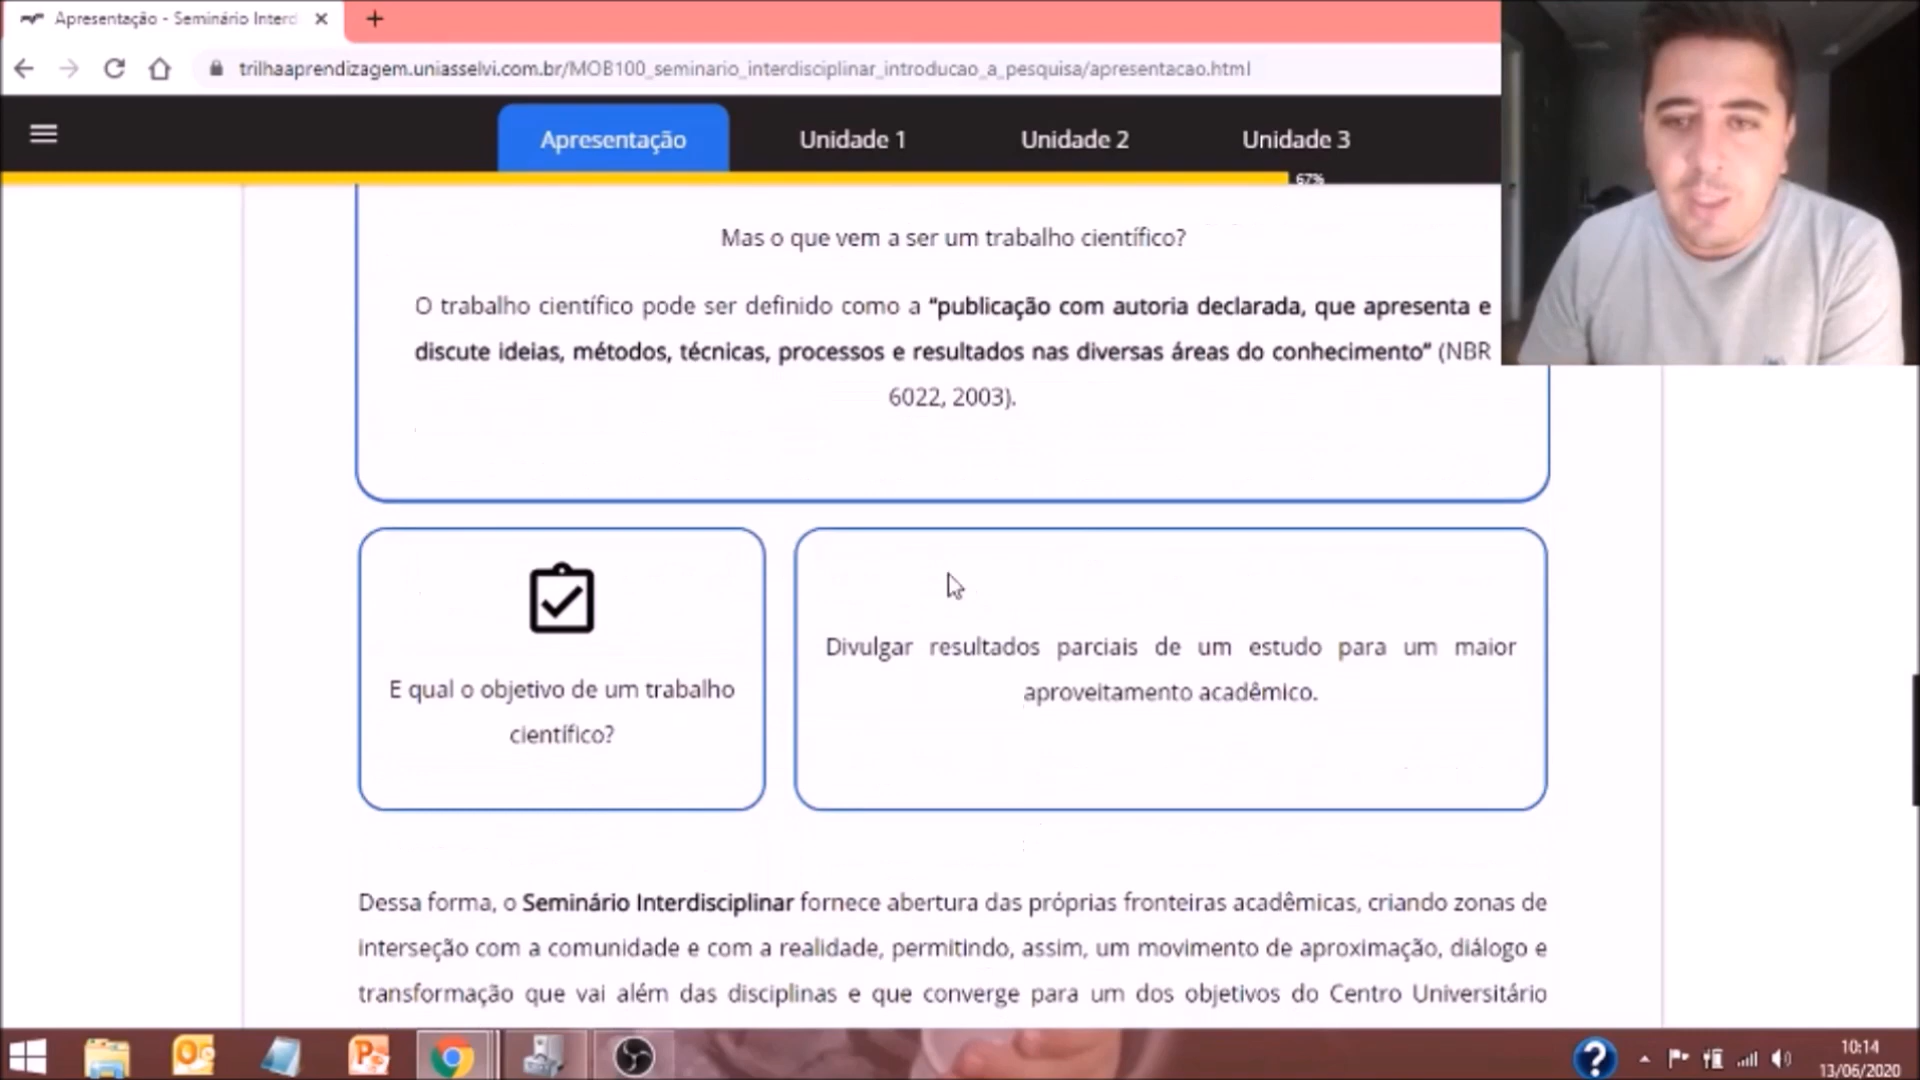 Apresentação - Seminário Interd
trilhaaprendizagem.uniasselvi.com.br/MOB100_seminario_interdisciplinar_introducao_a_pesquisa/apresentacao.html
Apresentação
Unidade 1
Unidade 2
Unidade 3
67%
Mas o que vem a ser um trabalho científico?
O trabalho científico pode ser definido como a “publicação com autoria declarada, que apresenta e
discute ideias, métodos, técnicas, processos e resultados nas diversas áreas do conhecimento” (NBR
6022, 2003).
E qual o objetivo de um trabalho
científico?
Divulgar resultados parciais de um estudo para um maior
aproveitamento acadêmico.
Dessa forma, o Seminário Interdisciplinar fornece abertura das próprias fronteiras acadêmicas, criando zonas de
interseção com a comunidade e com a realidade, permitindo, assim, um movimento de aproximação, diálogo e
transformação que vai além das disciplinas e que converge para um dos objetivos do Centro Universitário
10:14
13/06/2020